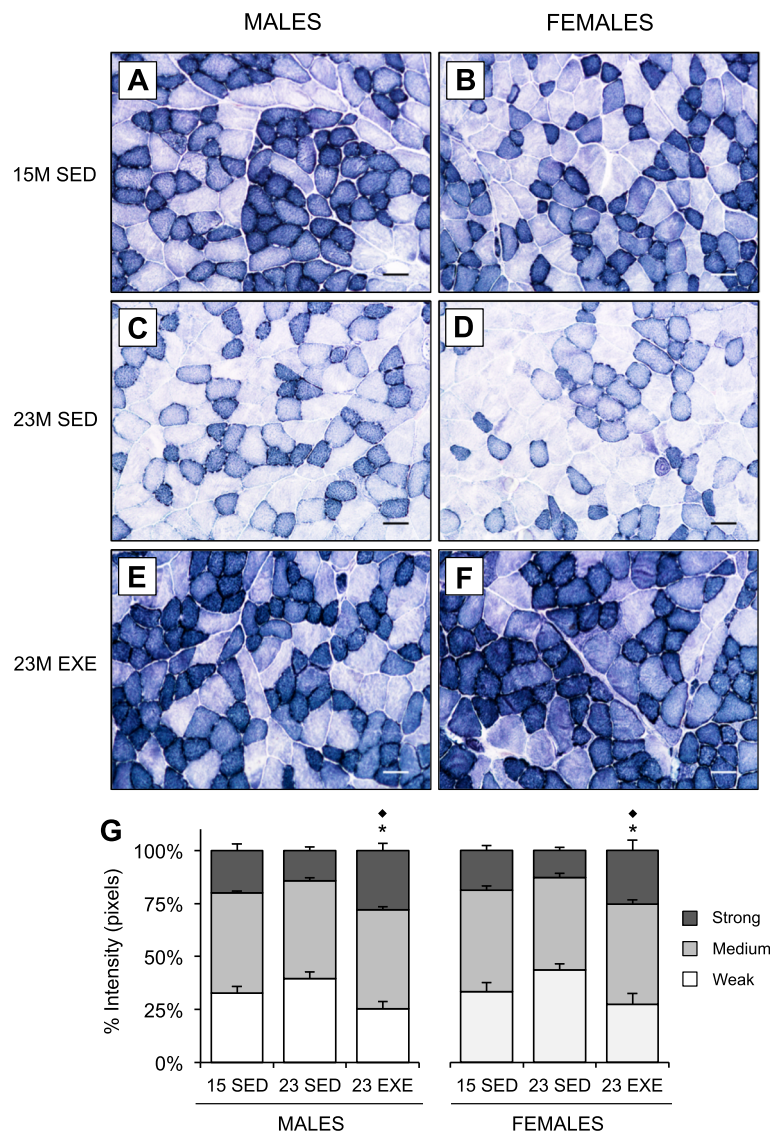 MALES FEMALES
A B
15M SED
C D
23M SED
E F
23M EXE
G
◆ ◆
* *
100%
75%
50%
25%
0%
% Intensity (pixels)
Strong
Medium
Weak
15 SED 23 SED 23 EXE 15 SED 23 SED 23 EXE
MALES FEMALES